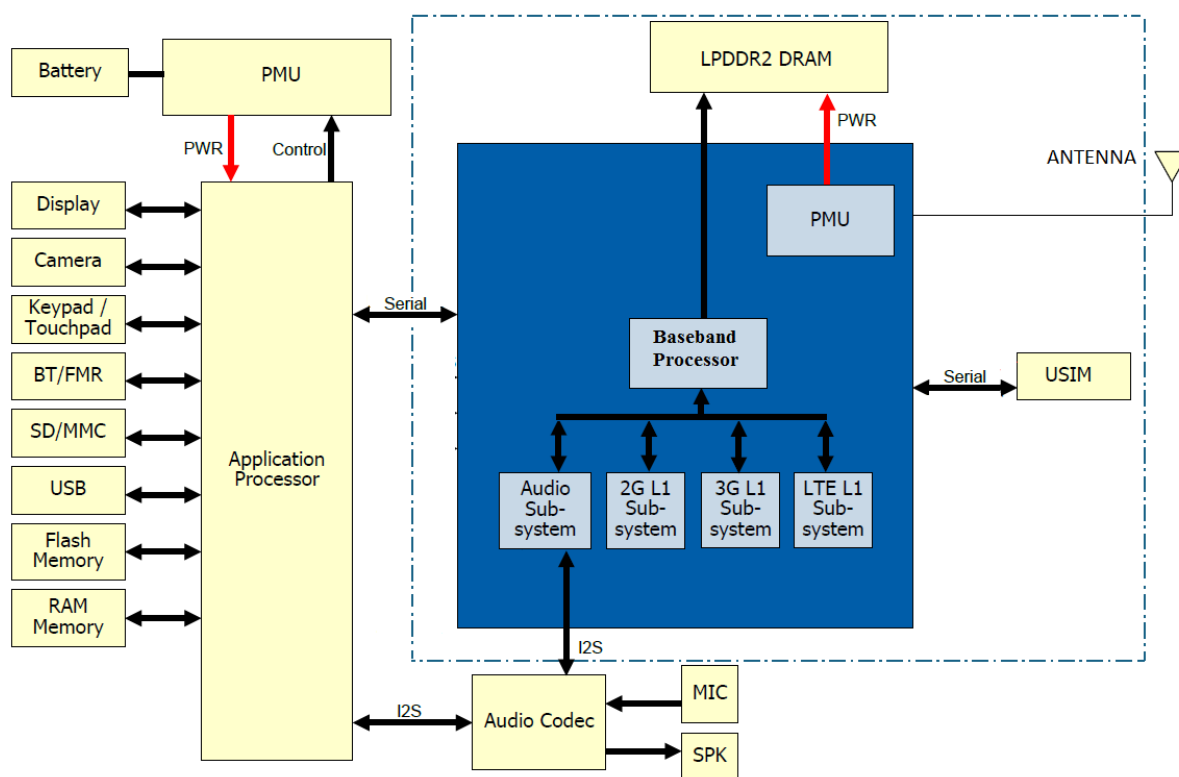 Battery
PMU
LPDDR2 DRAM
PWR
Control
PWR
ANTENNA
PMU
Display
Camera
Keypad /
Touchpad
BT/FMR
SD/MMC
USB
Flash
Memory
RAM
Memory
Application
Processor
Serial
Baseband
Processor
Serial
USIM
Audio
Sub-
system
2G L1
Sub-
system
3G L1
Sub-
system
LTE L1
Sub-
system
I2S
I2S
Audio Codec
MIC
SPK